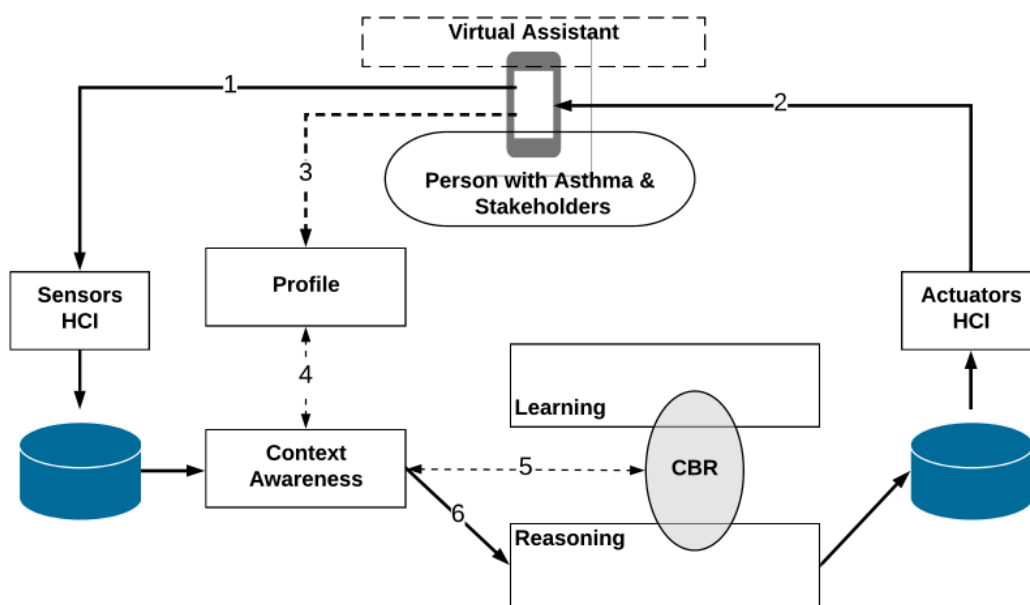 Virtual Assistant
1
2
3
Person with Asthma &
Stakeholders
Profile
Sensors
HCI
Actuators
HCI
4
Learning
Context
Awareness
5
CBR
6
Reasoning